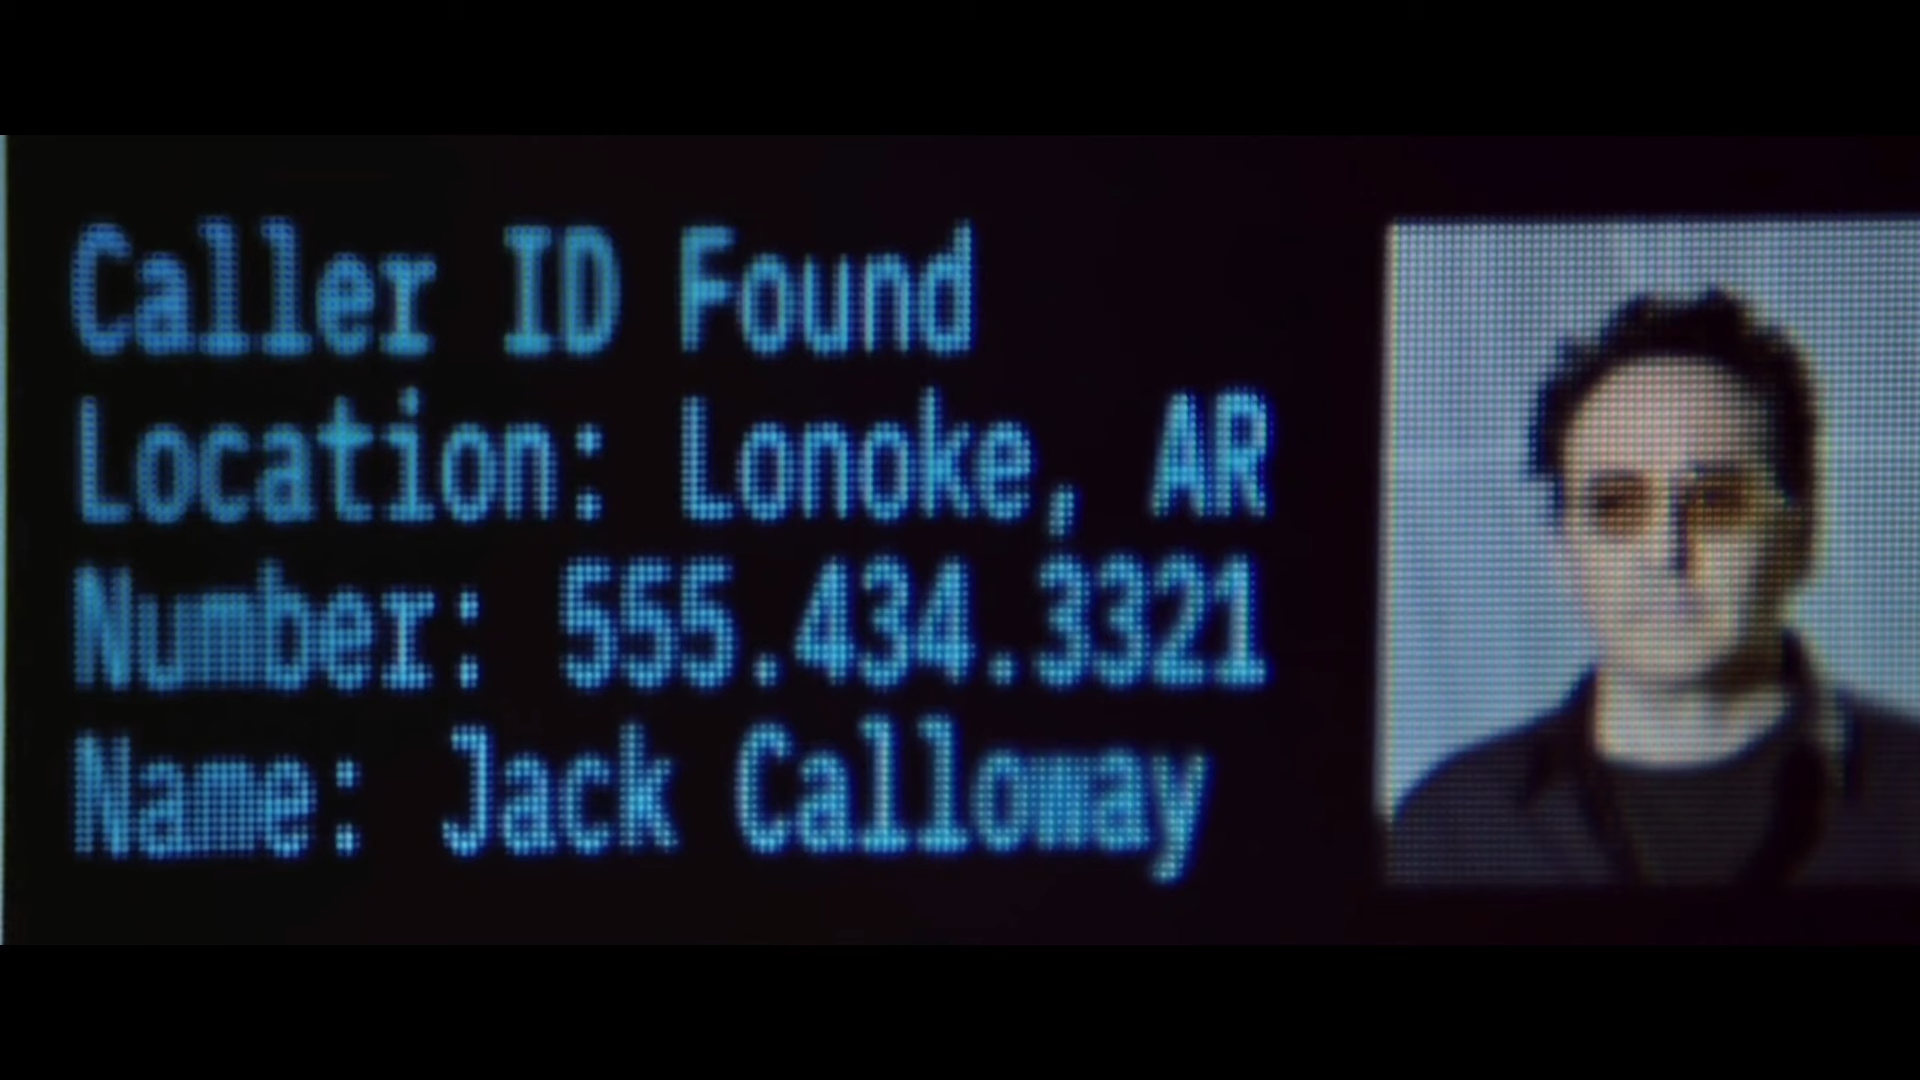 Caller ID Found
Location: Lonoke, AR
Number: 555.434.3321
Name: Jack Calloway